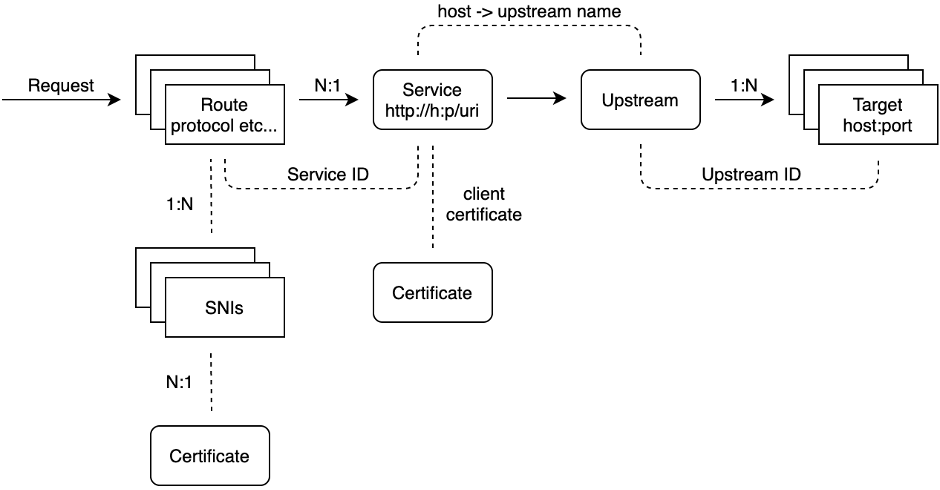 host -> upstream name
Request
Route
protocol etc...
N:1
Service
http://h:p/uri
Upstream
1:N
Target
host:port
Service ID
Upstream ID
1:N
client
certificate
SNIs
Certificate
N:1
Certificate